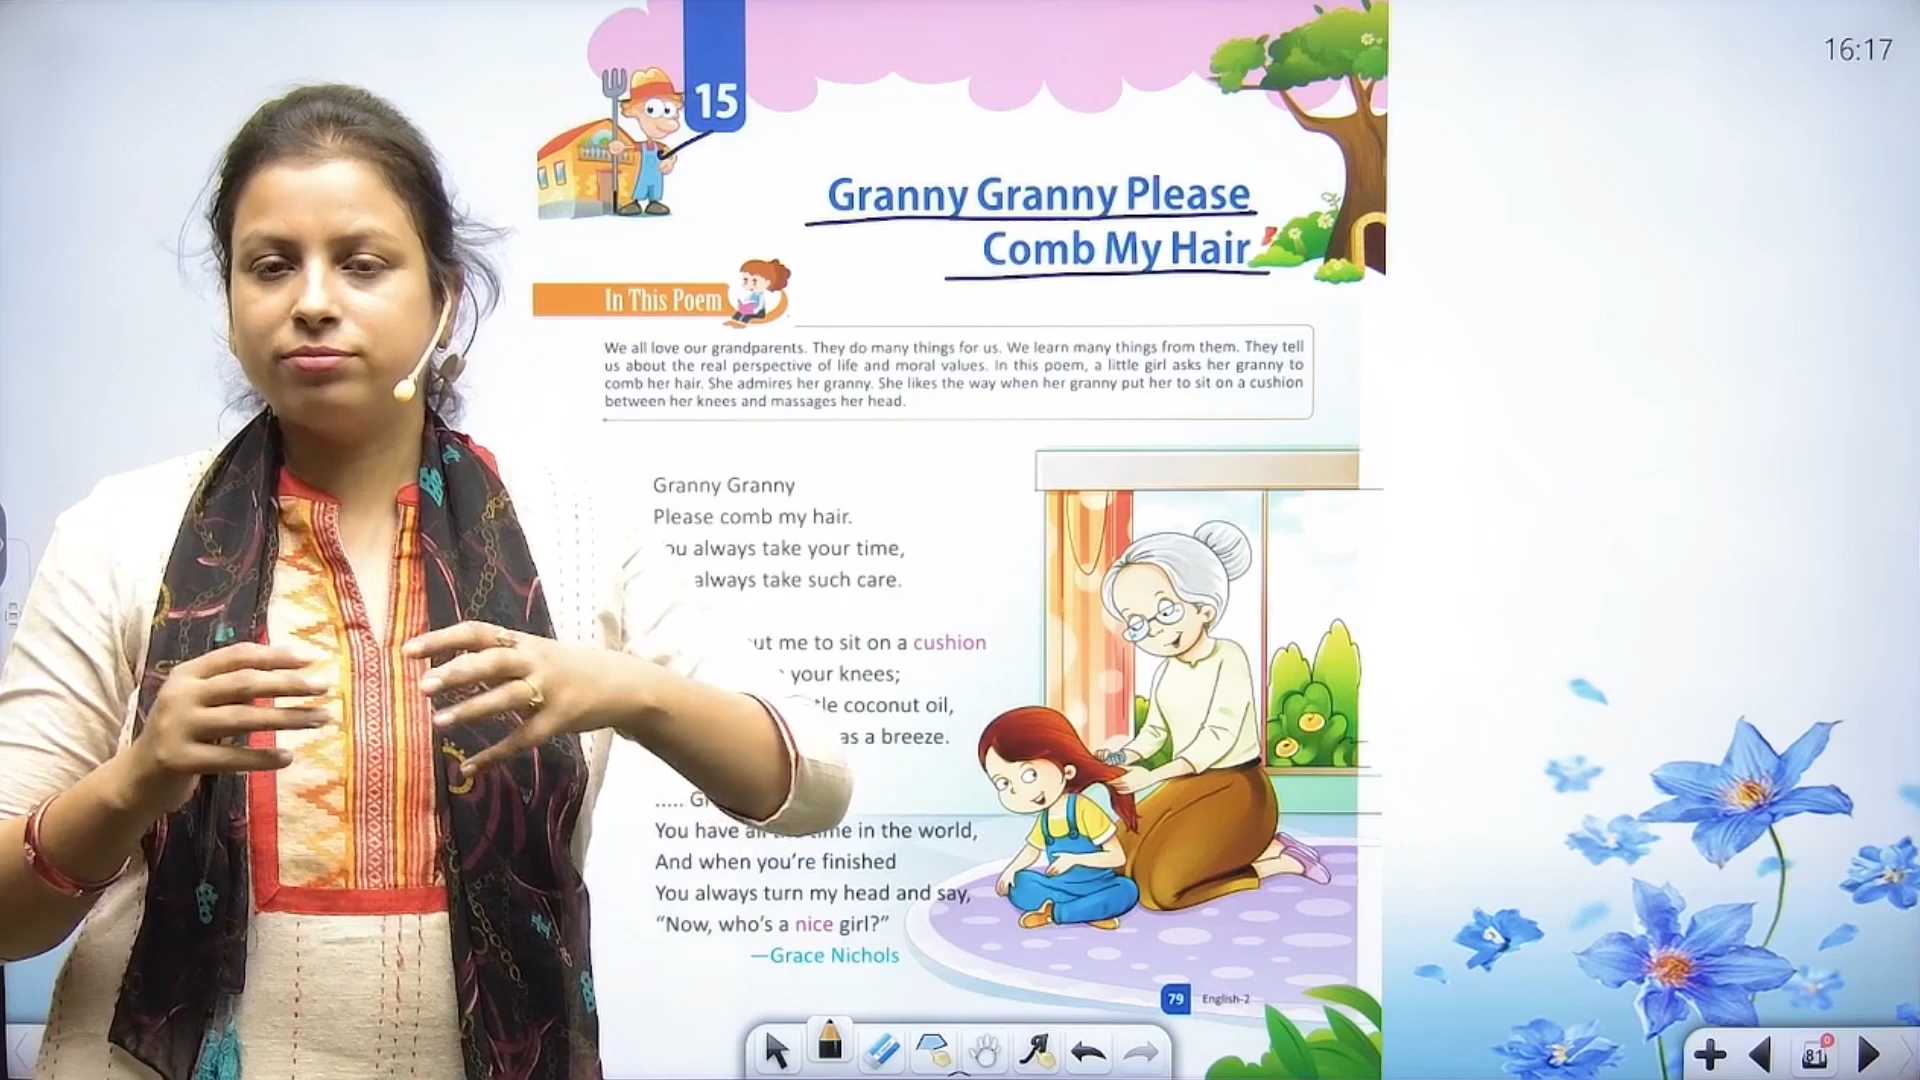 16:17
15
Granny Granny Please
Comb My Hair
In This Poem
We all love our grandparents. They do many things for us. We learn many things from them. They tell
us about the real perspective of life and moral values. In this poem, a little girl asks her granny to
comb her hair. She admires her granny. She likes the way when her granny put her to sit on a cushion
between her knees and massages her head.
Granny Granny
Please comb my hair.
always take your time,
always take such care.
me to sit on a cushion
your knees;
coconut oil,
as a breeze.
.....
You have all the time in the world,
And when you're finished
You always turn my head and say,
"Now, who's a nice girl?"
—Grace Nichols
79 English-2
81
0